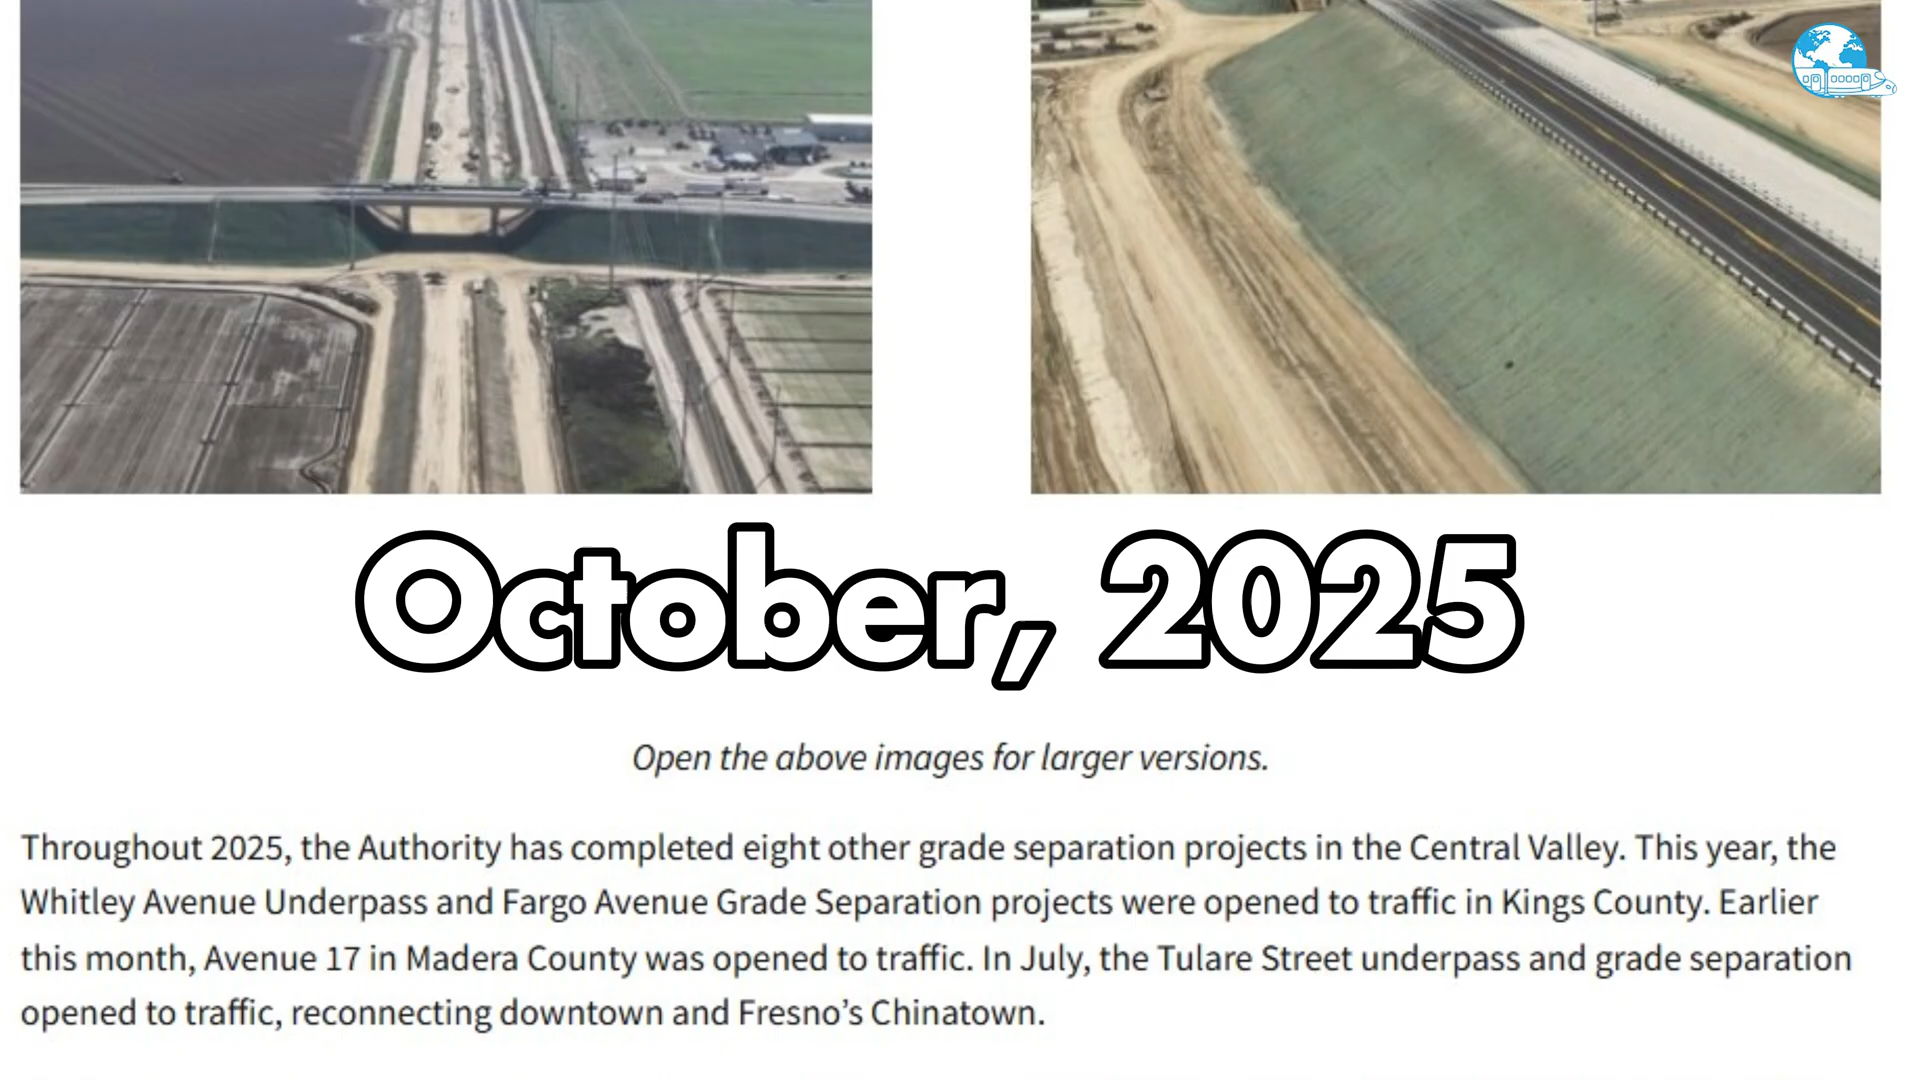 October, 2025
Open the above images for larger versions.
Throughout 2025, the Authority has completed eight other grade separation projects in the Central Valley. This year, the
Whitley Avenue Underpass and Fargo Avenue Grade Separation projects were opened to traffic in Kings County. Earlier
this month, Avenue 17 in Madera County was opened to traffic. In July, the Tulare Street underpass and grade separation
opened to traffic, reconnecting downtown and Fresno’s Chinatown.